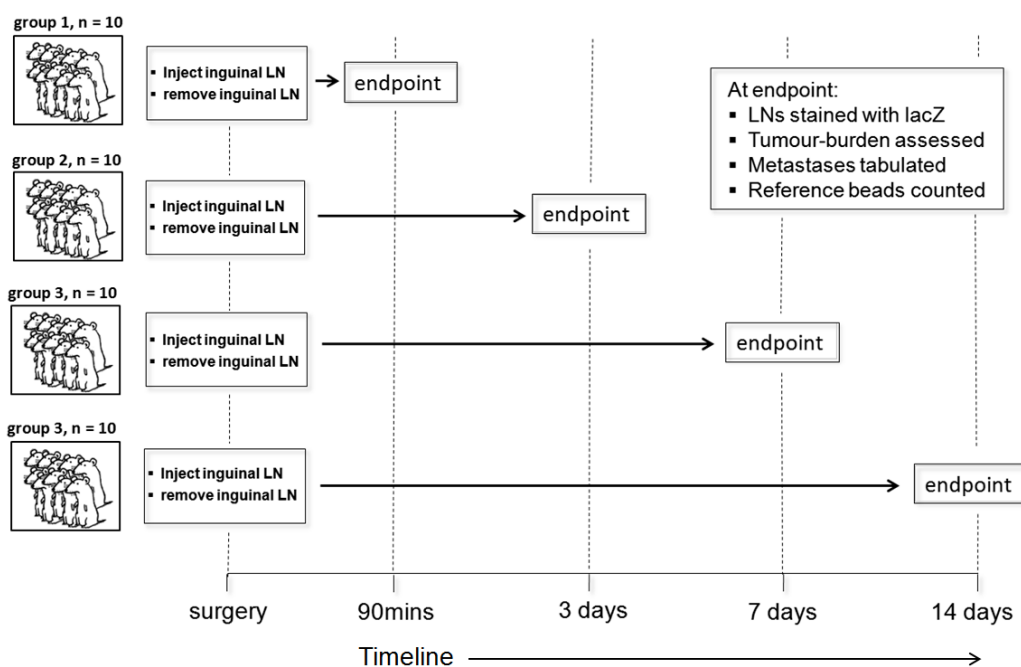 group 1, n = 10
▪ Inject inguinal LN
▪ remove inguinal LN
endpoint
At endpoint:
▪ LNs stained with lacZ
▪ Tumour-burden assessed
▪ Metastases tabulated
▪ Reference beads counted
group 2, n = 10
▪ Inject inguinal LN
▪ remove inguinal LN
endpoint
group 3, n = 10
▪ Inject inguinal LN
▪ remove inguinal LN
endpoint
group 3, n = 10
▪ Inject inguinal LN
▪ remove inguinal LN
endpoint
surgery
90mins
3 days
7 days
14 days
Timeline